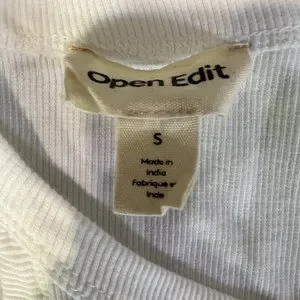 Open Edit
S
Made in
India
Fabriqué
Inde